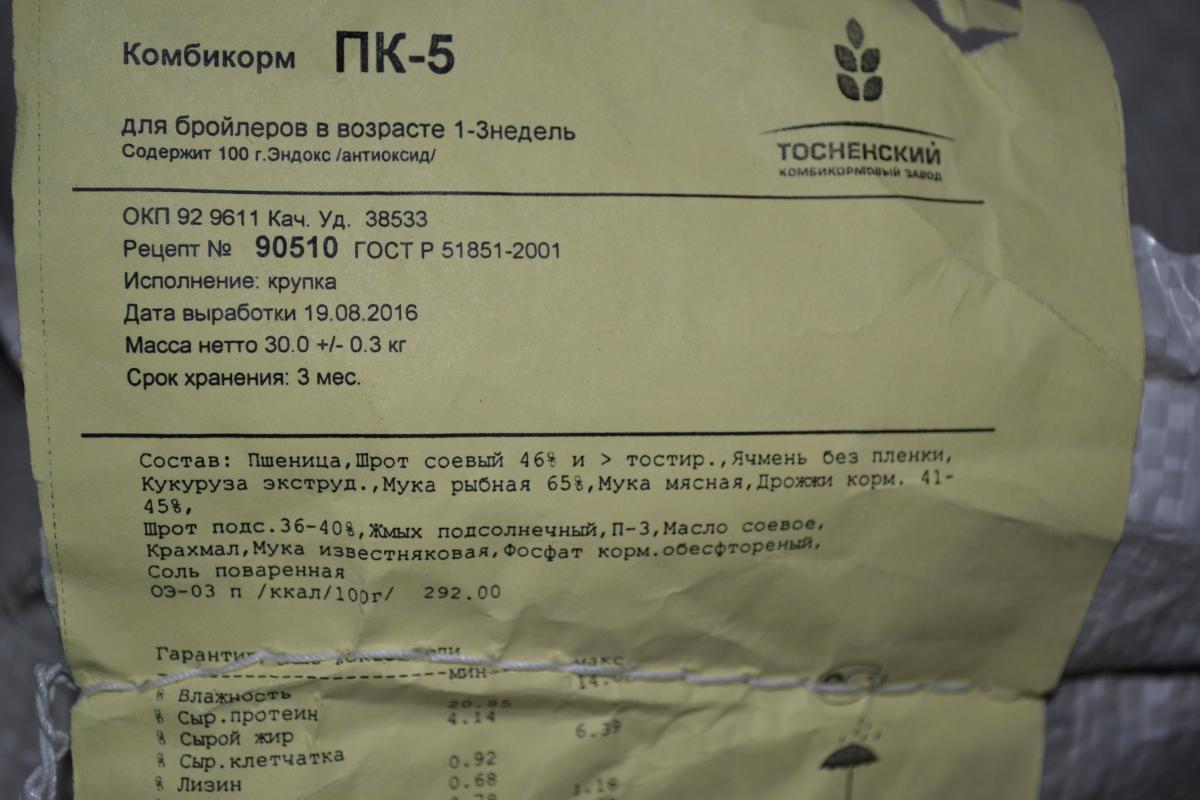 Комбикорм ПК-5
для бройлеров в возрасте 1-3недель
Содержит 100 г.Эндокс /антиоксид/
ТОСНЕНСКИЙ
КОМБИКОРМОВЫЙ ЗАВОД
ОКП 92 9611 Кач. Уд. 38533
Рецепт № 90510 ГОСТ Р 51851-2001
Исполнение: крупка
Дата выработки 19.08.2016
Масса нетто 30.0 +/- 0.3 кг
Срок хранения: 3 мес.
Состав: Пшеница,Шрот соевый 46% и > тостир.,Ячмень без пленки,
Кукуруза экструд.,Мука рыбная 65%,Мука мясная,Дрожжи корм. 41-
45%,
Шрот подс.36-40%,Жмых подсолнечный,П-3,Масло соевое,
Крахмал,Мука известняковая,Фосфат корм.обесфтореный,
Соль поваренная
ОЭ-03 п /ккал/100г/ 292.00
мин
макс
% Влажность
% Сыр.протеин 4.14
% Сырой жир 6.39
% Сыр.клетчатка 0.92
% Лизин 0.68